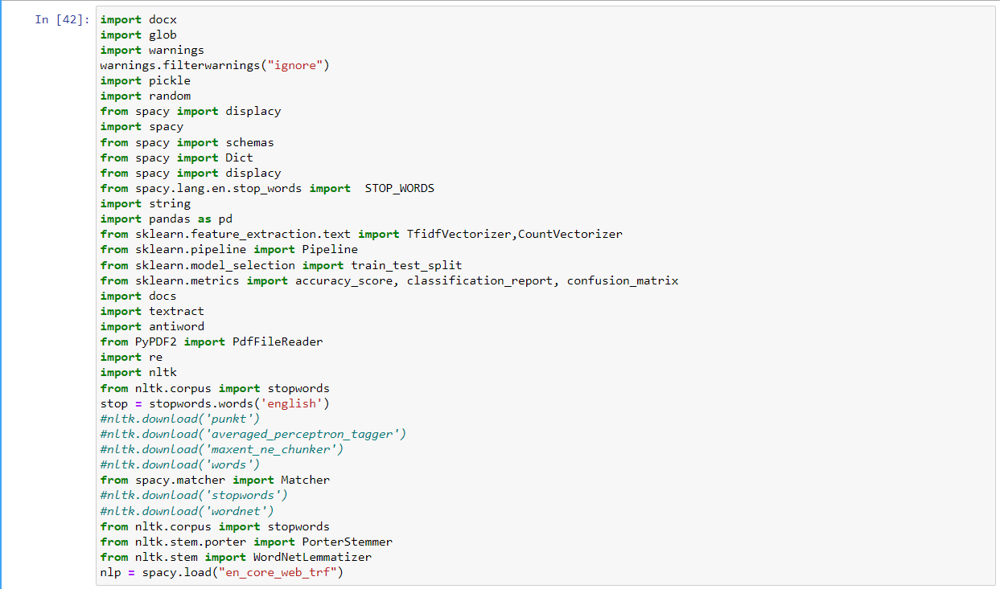 In [42]:
import docx
import glob
import warnings
warnings.filterwarnings("ignore")
import pickle
import random
from spacy import displacy
import spacy
from spacy import schemas
from spacy import Dict
from spacy import displacy
from spacy.lang.en.stop_words import  STOP_WORDS
import string
import pandas as pd
from sklearn.feature_extraction.text import TfidfVectorizer,CountVectorizer
from sklearn.pipeline import Pipeline
from sklearn.model_selection import train_test_split
from sklearn.metrics import accuracy_score, classification_report, confusion_matrix
import docs
import textract
import antiword
from PyPDF2 import PdfFileReader
import re
import nltk
from nltk.corpus import stopwords
stop = stopwords.words('english')
#nltk.download('punkt')
#nltk.download('averaged_perceptron_tagger')
#nltk.download('maxent_ne_chunker')
#nltk.download('words')
from spacy.matcher import Matcher
#nltk.download('stopwords')
#nltk.download('wordnet')
from nltk.corpus import stopwords
from nltk.stem.porter import PorterStemmer
from nltk.stem import WordNetLemmatizer
nlp = spacy.load("en_core_web_trf")